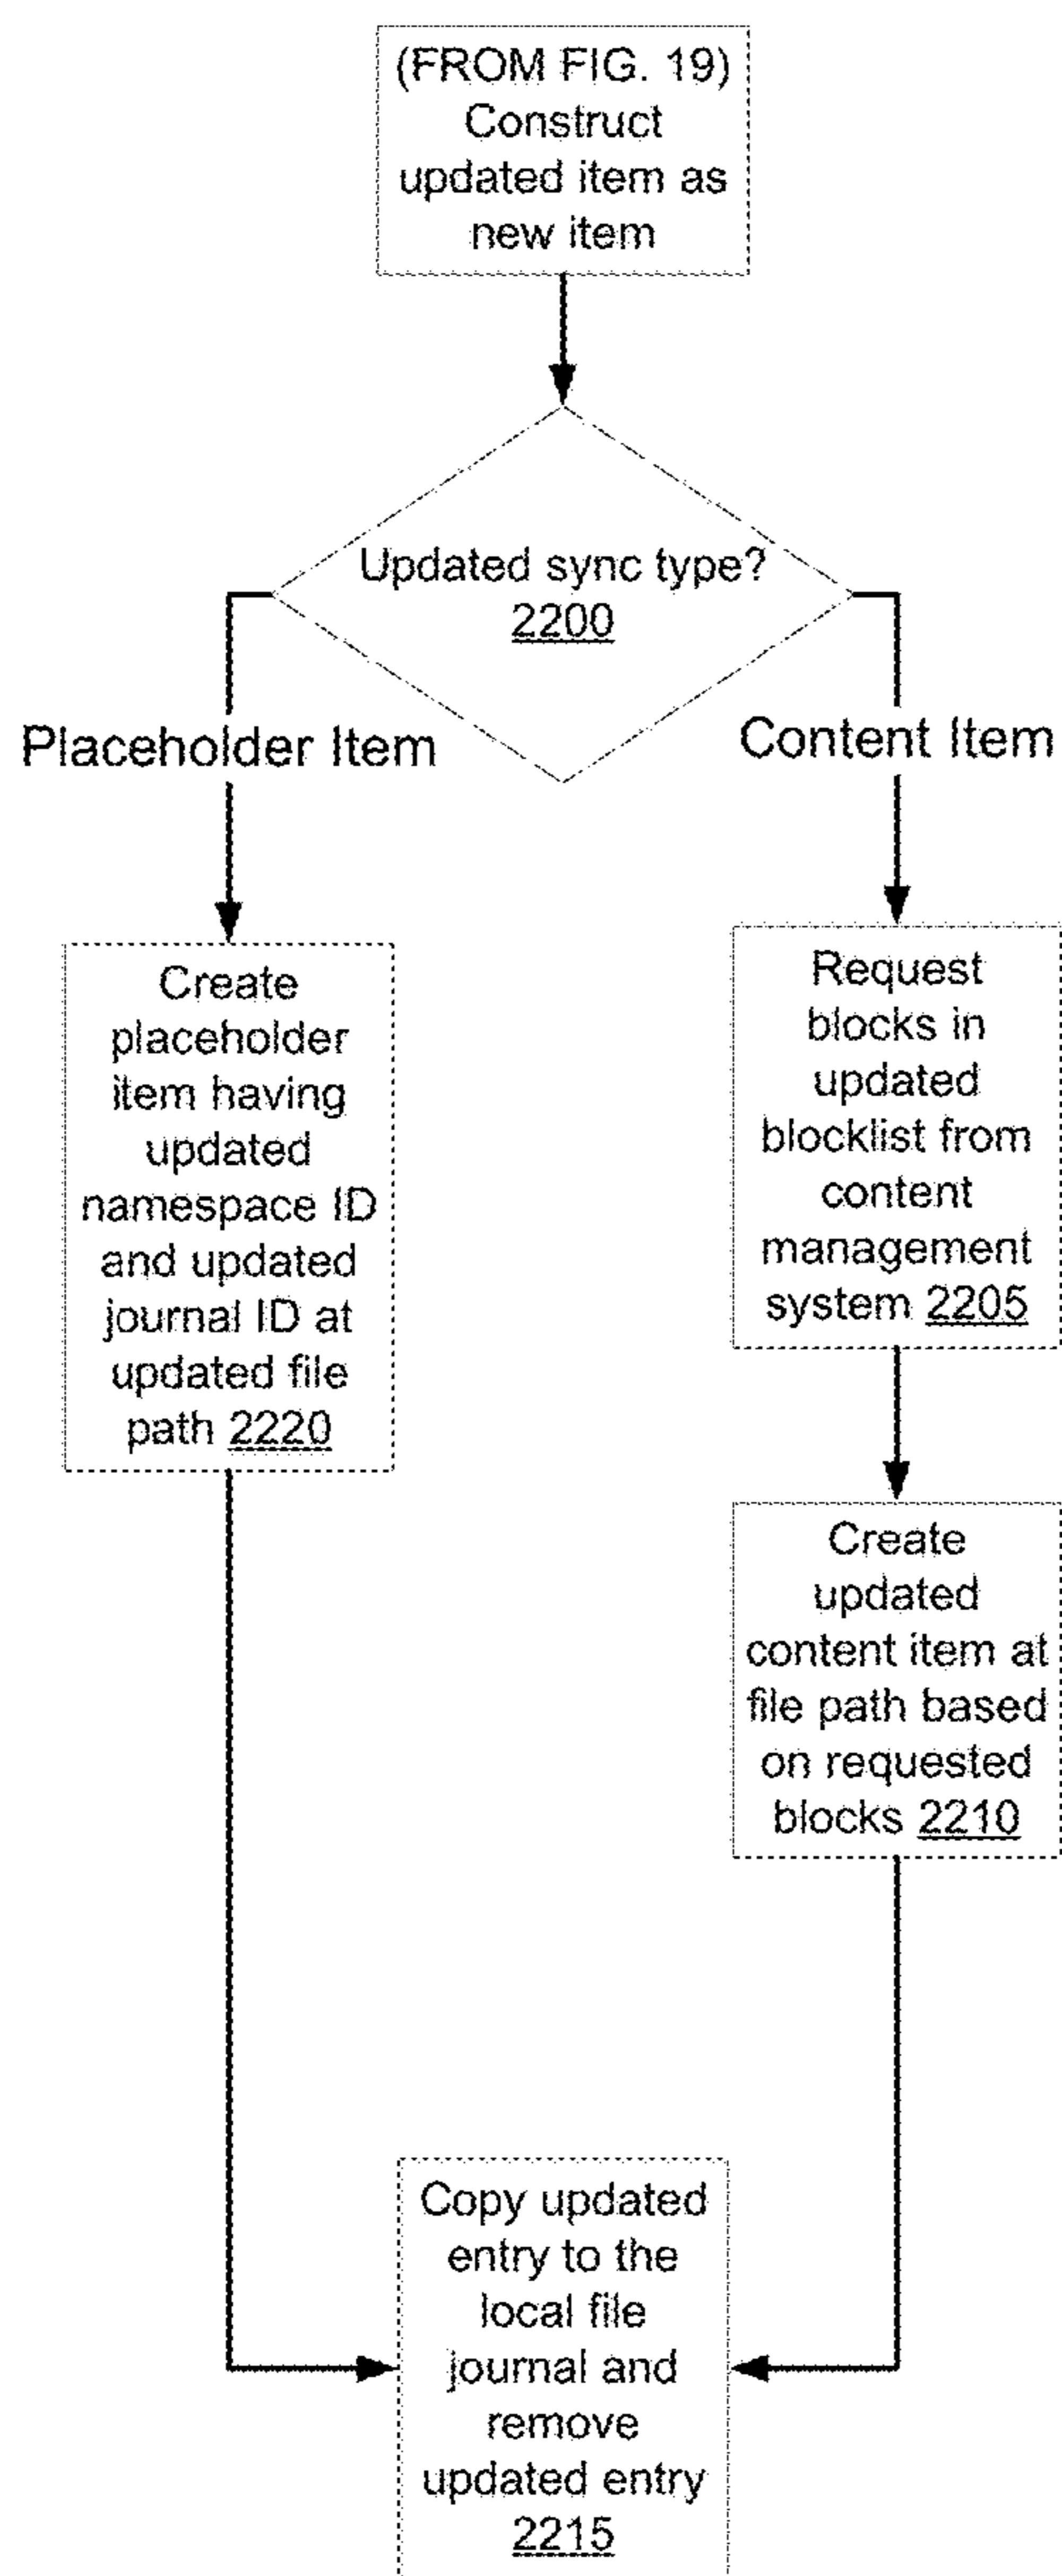 (FROM FIG. 19)
Construct
updated item as
new item
Updated sync type?
2200
Placeholder Item
Content Item
Create
placeholder
item having
updated
namespace ID
and updated
journal ID at
updated file
path 2220
Request
blocks in
updated
blocklist from
content
management
system 2205
Create
updated
content item at
file path based
on requested
blocks 2210
Copy updated
entry to the
local file
journal and
remove
updated entry
2215